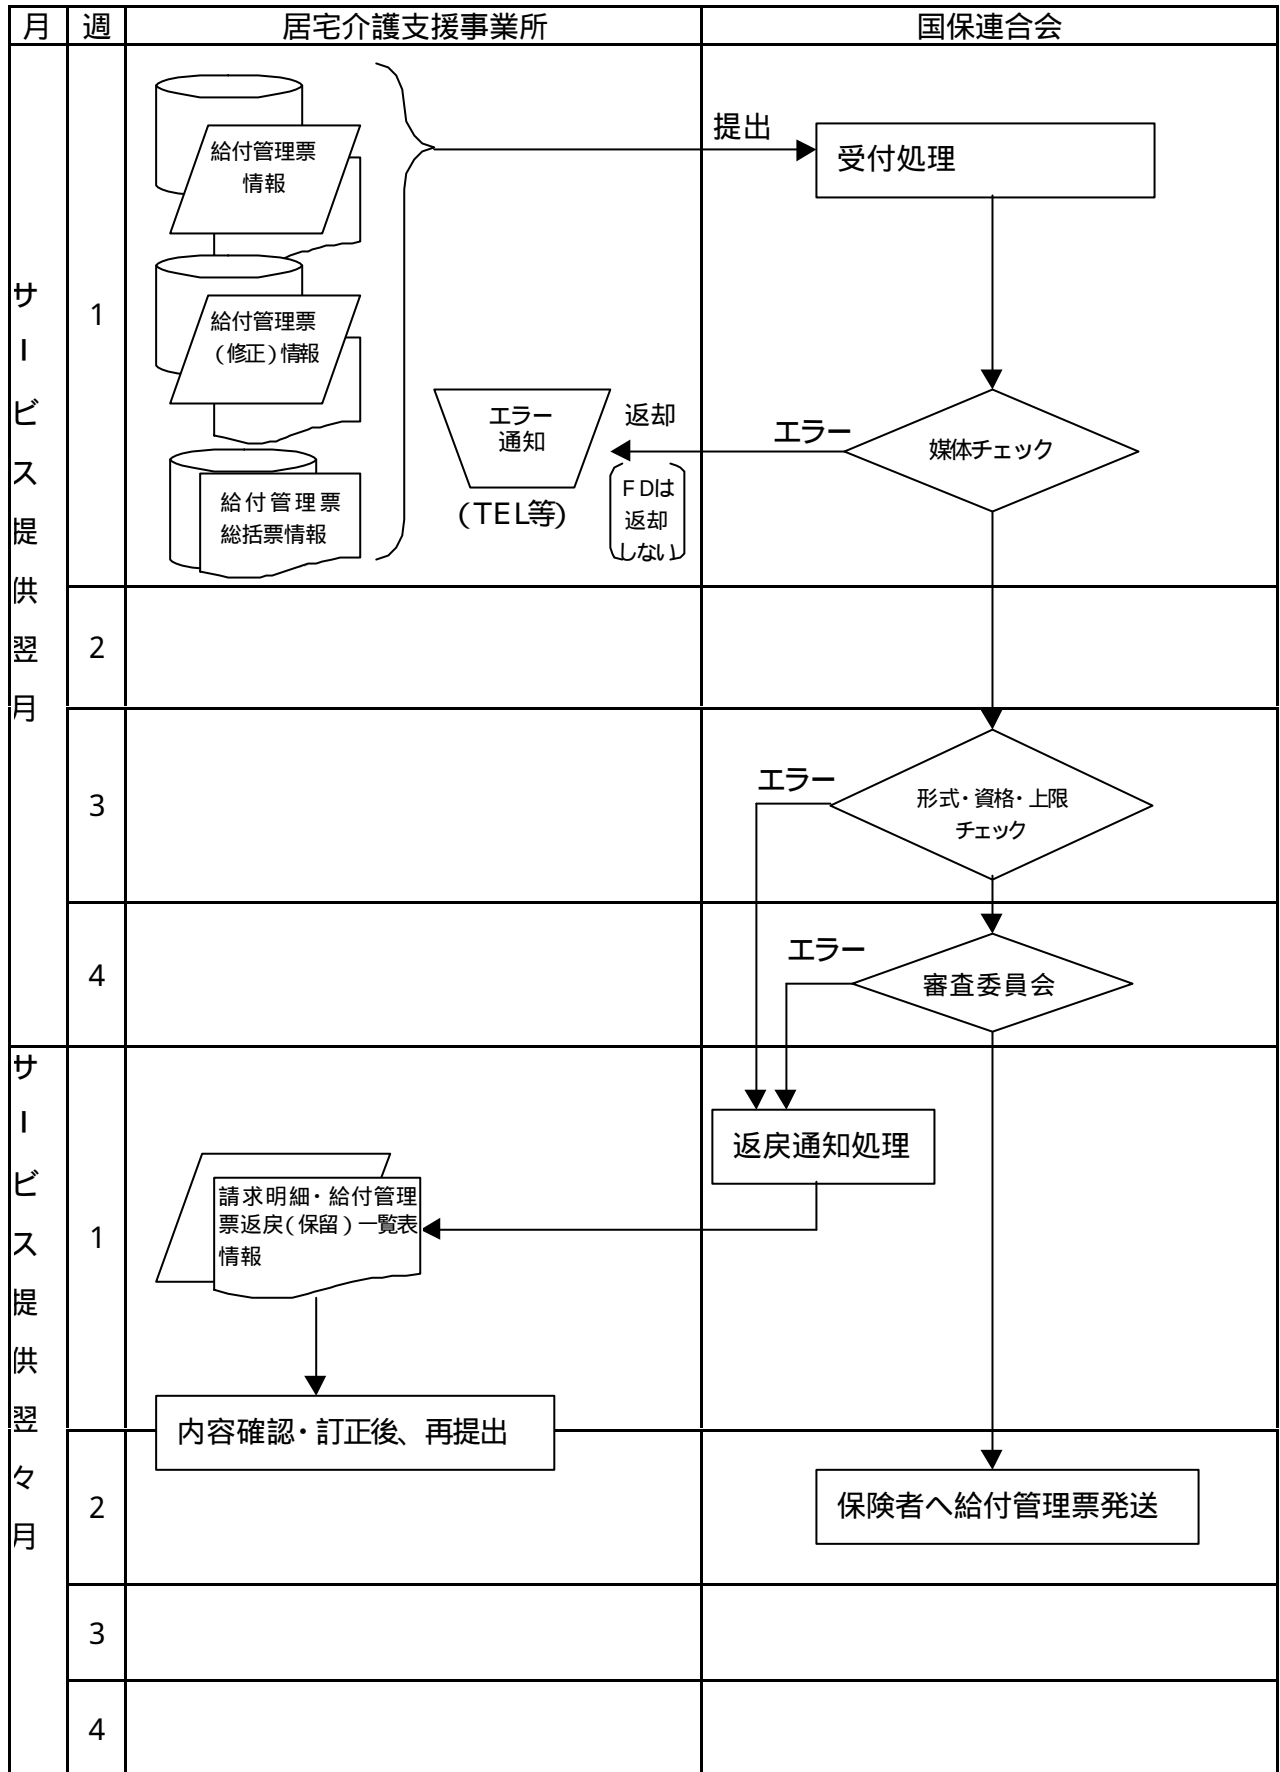 月 週 居宅介護支援事業所 国保連合会
サービス提供翌月
1
給付管理票
情報
給付管理票
(修正)情報
給付管理票
総括票情報
提出
受付処理
媒体チェック
エラー
返却
FDは
返却
しない
エラー
通知
(TEL等)
2
3
エラー
形式・資格・上限
チェック
4
エラー
審査委員会
サービス提供翌々月
1
返戻通知処理
請求明細・給付管理
票返戻(保留)一覧表
情報
内容確認・訂正後、再提出
2
保険者へ給付管理票発送
3
4